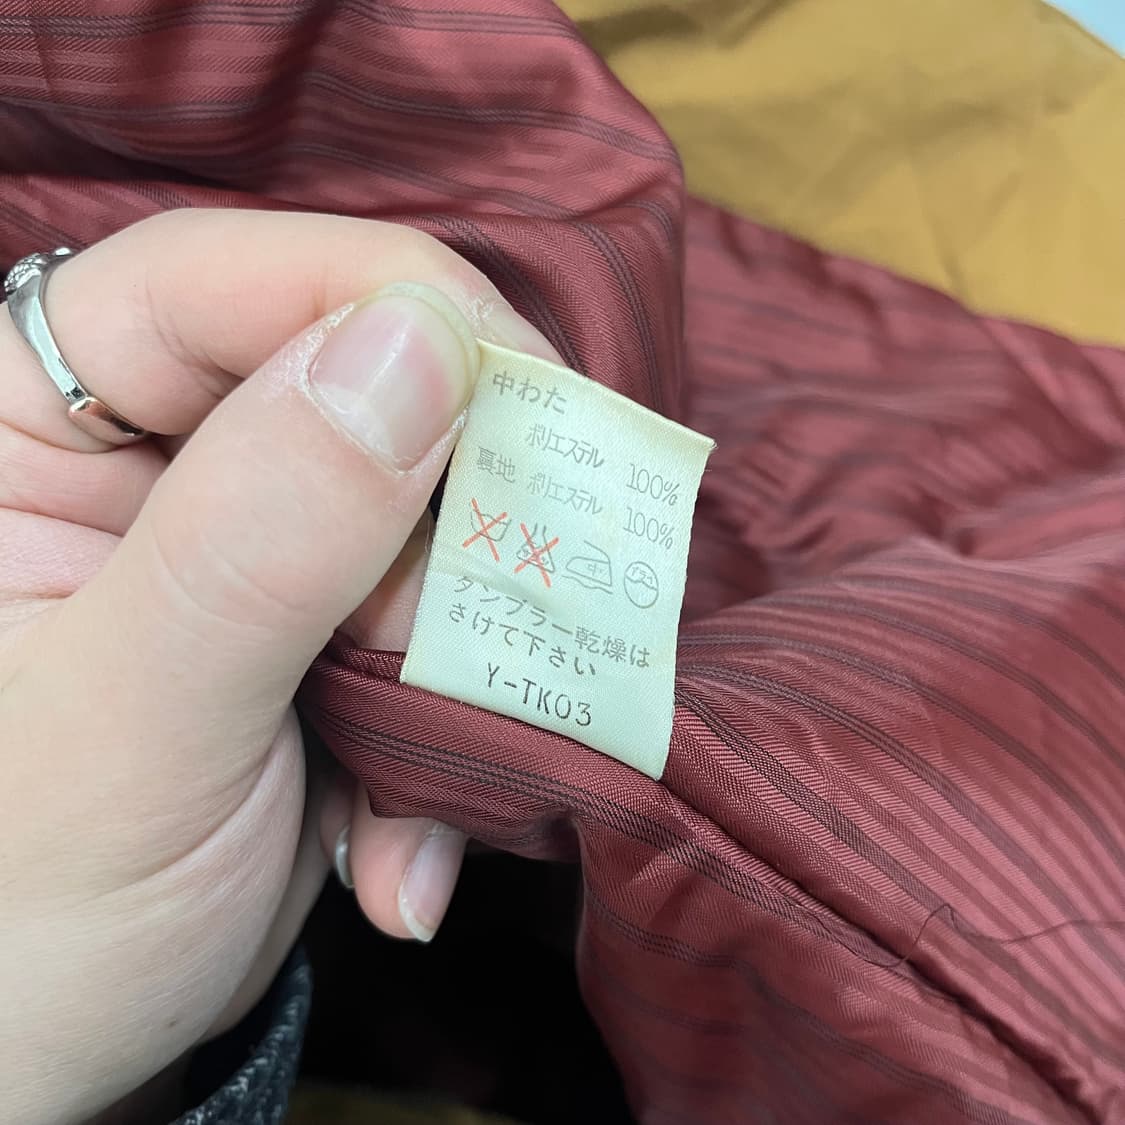 中わた
ポリエステル 100%
裏地 ポリエステル 100%
中
タンブラー乾燥は
さけて下さい
Y-TK03